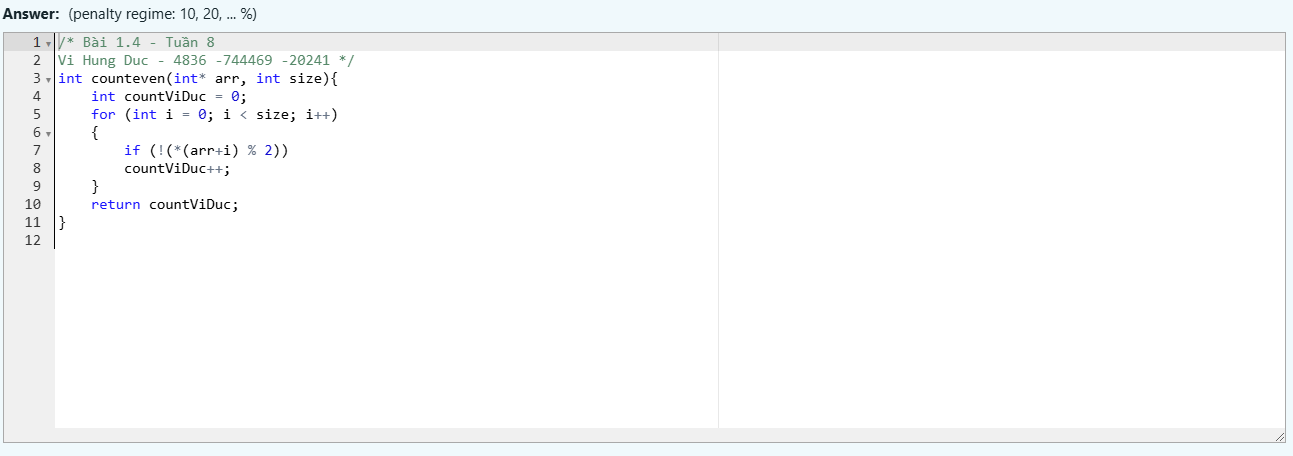 Answer: (penalty regime: 10, 20, ... %)
1 /* Bài 1.4 - Tuần 8
2 Vi Hung Duc - 4836 -744469 -20241 */
3 int counteven(int* arr, int size){
4     int countViDuc = 0;
5     for (int i = 0; i < size; i++)
6     {
7         if (!(*(arr+i) % 2))
8         countViDuc++;
9     }
10     return countViDuc;
11 }
12